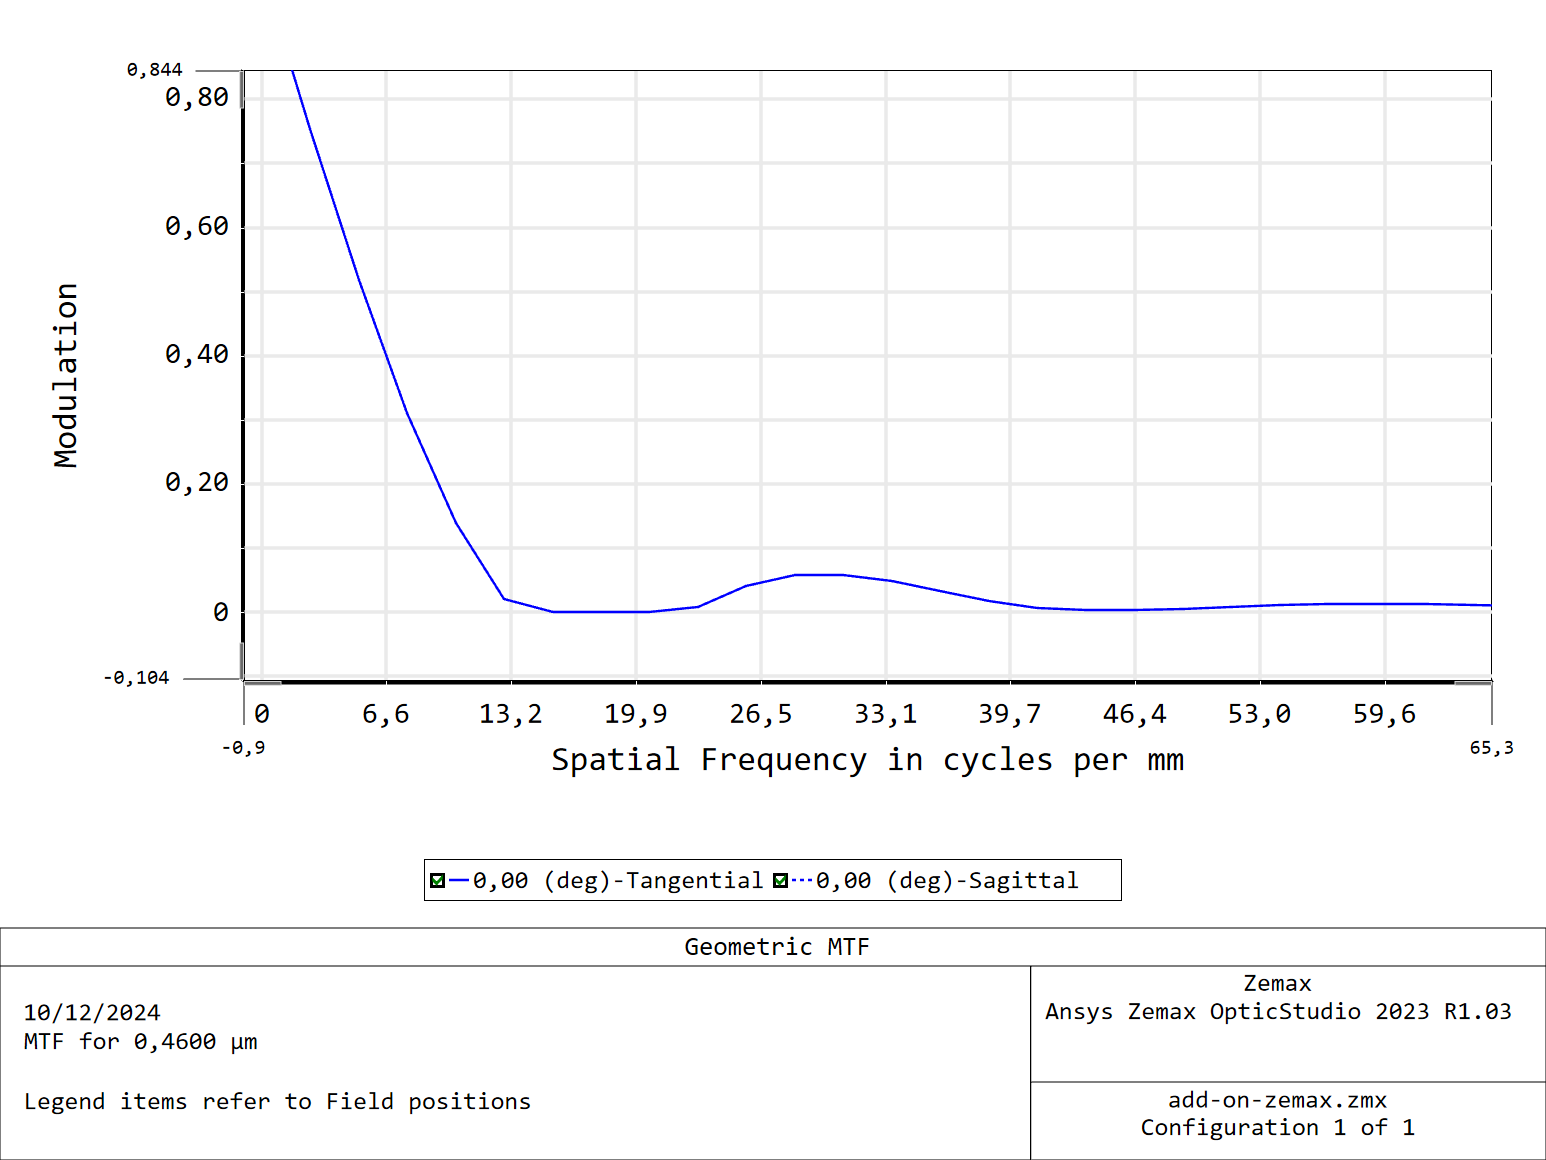 0,844
0,80
0,60
0,40
0,20
0
-0,104
Modulation
0 6,6 13,2 19,9 26,5 33,1 39,7 46,4 53,0 59,6
-0,9 65,3
Spatial Frequency in cycles per mm
0,00 (deg)-Tangential 0,00 (deg)-Sagittal
Geometric MTF
10/12/2024
MTF for 0,4600 µm
Legend items refer to Field positions
Zemax
Ansys Zemax OpticStudio 2023 R1.03
add-on-zemax.zmx
Configuration 1 of 1